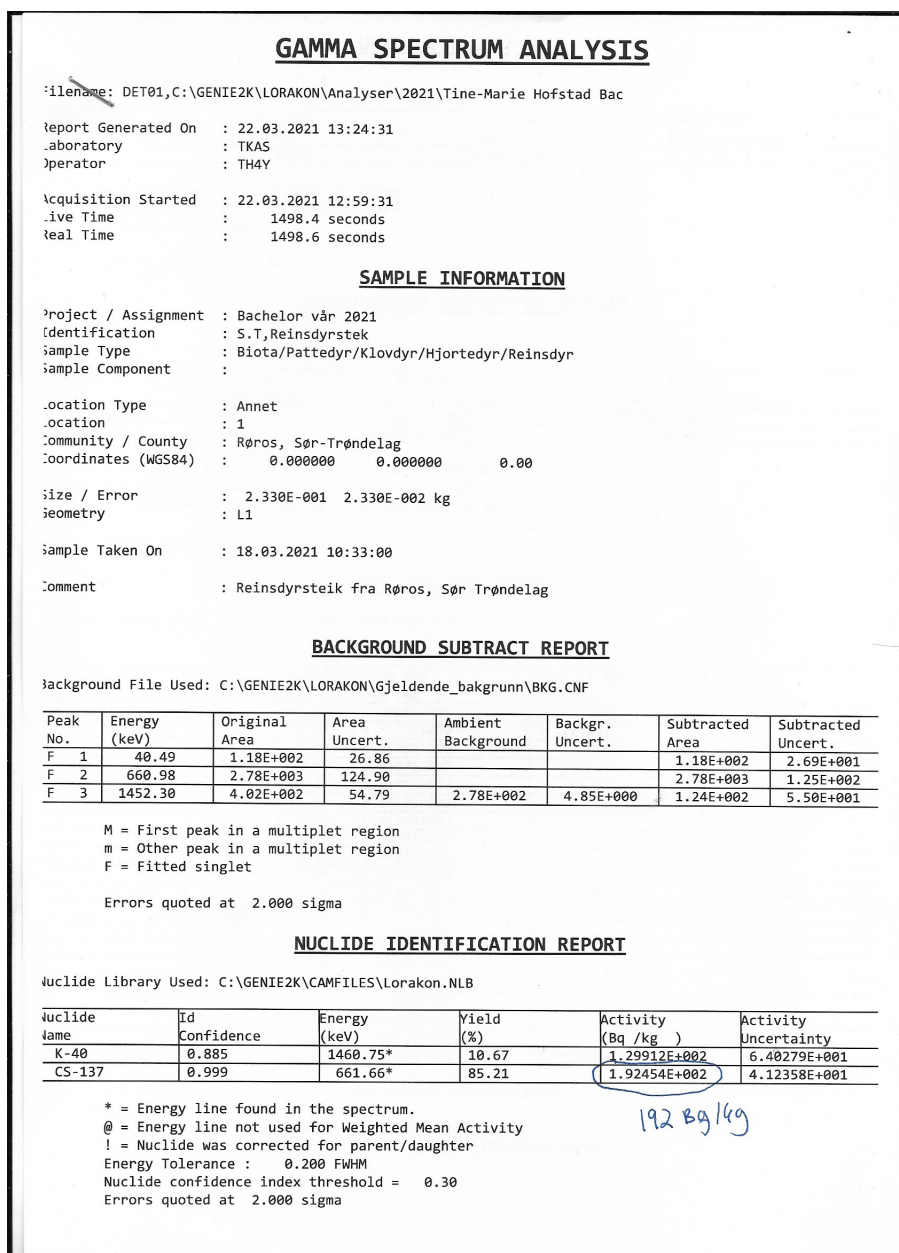 GAMMA SPECTRUM ANALYSIS
Filename: DET01,C:\GENIE2K\LORAKON\Analyser\2021\Tine-Marie Hofstad Bac
Report Generated On : 22.03.2021 13:24:31
Laboratory : TKAS
Operator : TH4Y
Acquisition Started : 22.03.2021 12:59:31
Live Time : 1498.4 seconds
Real Time : 1498.6 seconds
SAMPLE INFORMATION
Project / Assignment : Bachelor vår 2021
Identification : S.T,Reinsdyrstek
Sample Type : Biota/Pattedyr/Klovdyr/Hjortedyr/Reinsdyr
Sample Component :
Location Type : Annet
Location : 1
Community / County : Røros, Sør-Trøndelag
Coordinates (WGS84) : 0.000000 0.000000 0.00
Size / Error : 2.330E-001 2.330E-002 kg
Geometry : L1
Sample Taken On : 18.03.2021 10:33:00
Comment : Reinsdyrsteik fra Røros, Sør Trøndelag
BACKGROUND SUBTRACT REPORT
Background File Used: C:\GENIE2K\LORAKON\Gjeldende_bakgrunn\BKG.CNF
Peak Energy Original Area Ambient Backgr. Subtracted Subtracted
No. (keV) Area Uncert. Background Uncert. Area Uncert.
F 1 40.49 1.18E+002 26.86 1.18E+002 2.69E+001
F 2 660.98 2.78E+003 124.90 2.78E+003 1.25E+002
F 3 1452.30 4.02E+002 54.79 2.78E+002 4.85E+000 1.24E+002 5.50E+001
M = First peak in a multiplet region
m = Other peak in a multiplet region
F = Fitted singlet
Errors quoted at 2.000 sigma
NUCLIDE IDENTIFICATION REPORT
Nuclide Library Used: C:\GENIE2K\CAMFILES\Lorakon.NLB
Nuclide Id Energy Yield Activity Activity
Name Confidence (keV) (%) (Bq /kg ) Uncertainty
K-40 0.885 1460.75* 10.67 1.29912E+002 6.40279E+001
CS-137 0.999 661.66* 85.21 1.92454E+002 4.12358E+001
* = Energy line found in the spectrum.
@ = Energy line not used for Weighted Mean Activity
! = Nuclide was corrected for parent/daughter
Energy Tolerance : 0.200 FWHM
Nuclide confidence index threshold = 0.30
Errors quoted at 2.000 sigma
192 Bq/kg